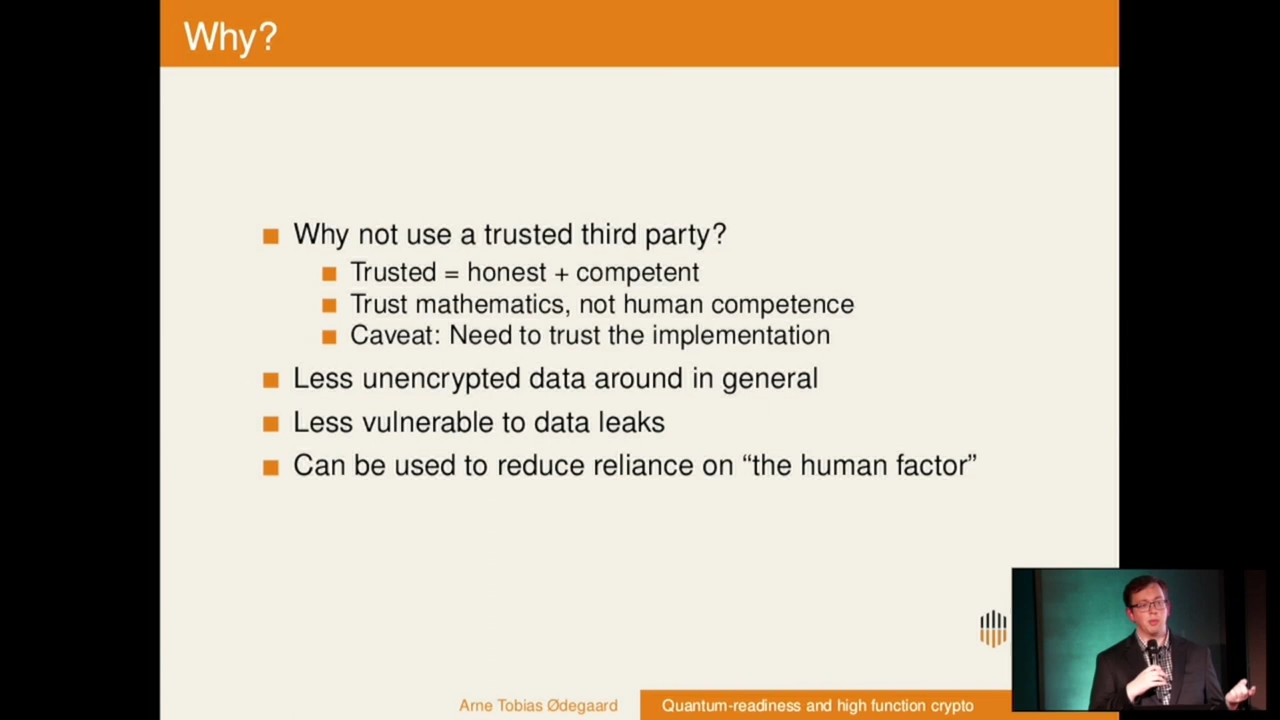 Why?
Why not use a trusted third party?
Trusted = honest + competent
Trust mathematics, not human competence
Caveat: Need to trust the implementation
Less unencrypted data around in general
Less vulnerable to data leaks
Can be used to reduce reliance on “the human factor”
Arne Tobias Ødegaard
Quantum-readiness and high function crypto